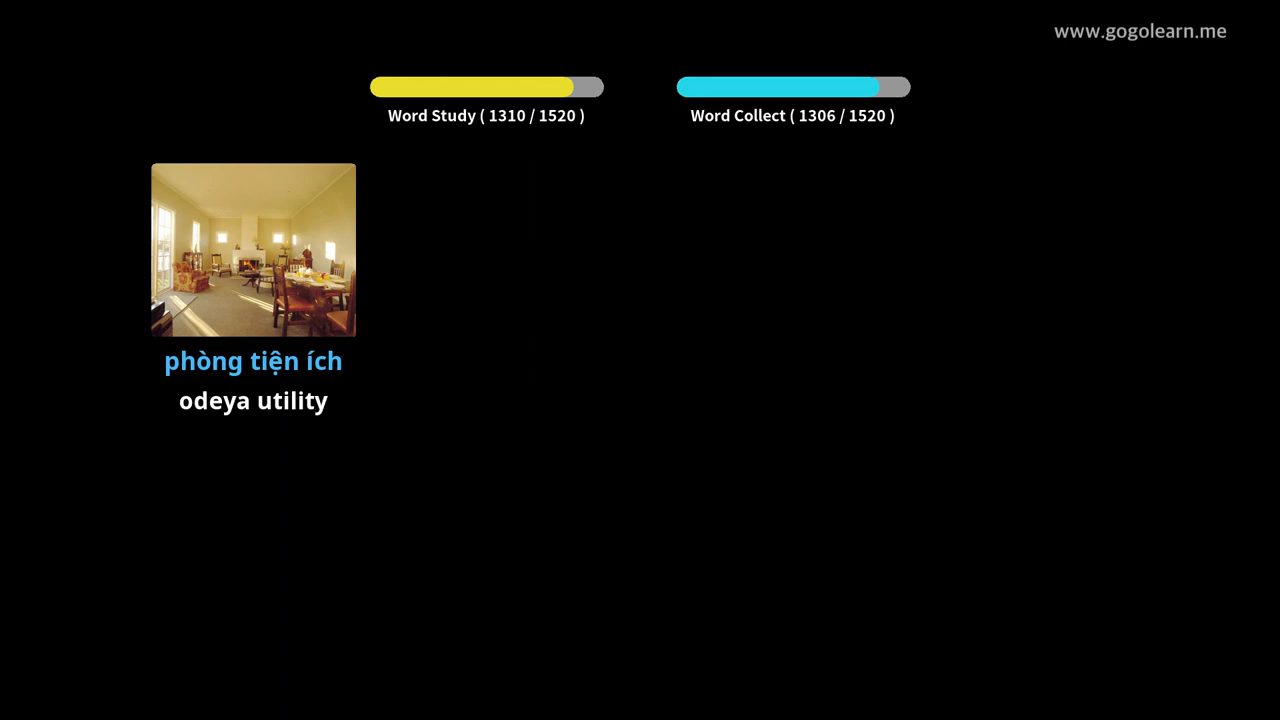 www.gogolearn.me
Word Study ( 1310 / 1520 )
Word Collect ( 1306 / 1520 )
phòng tiện ích
odeya utility